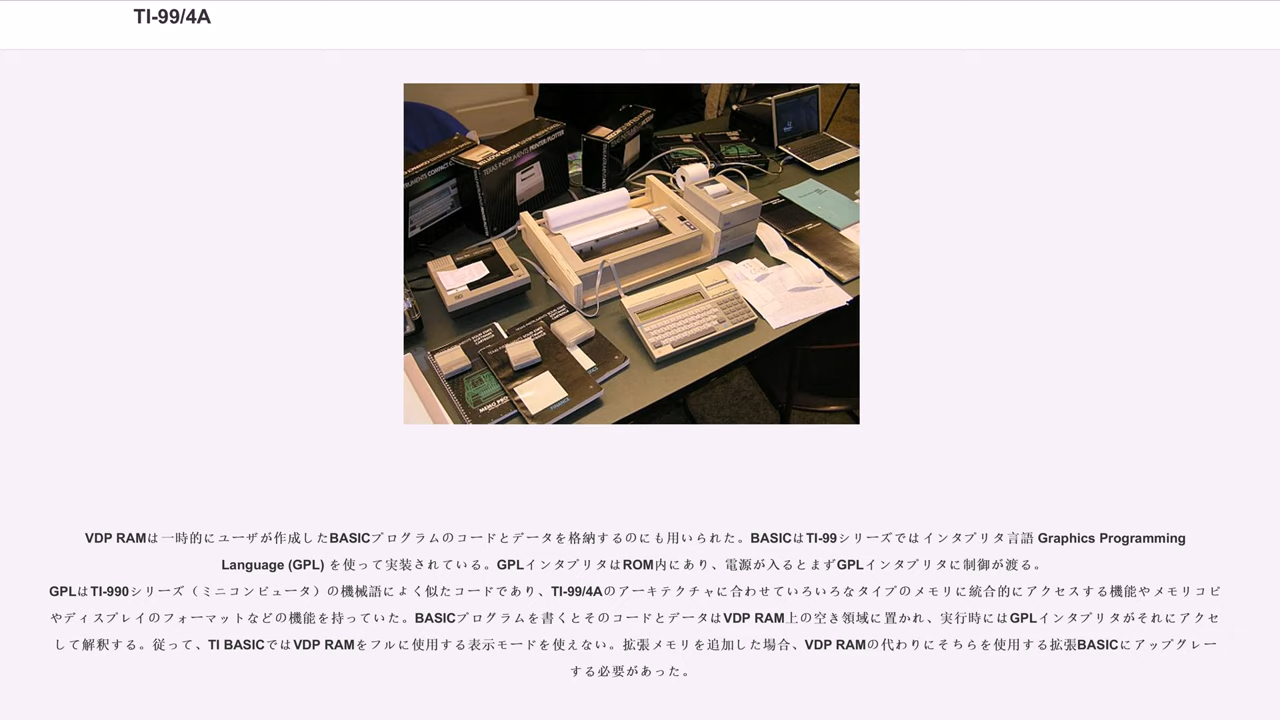 TI-99/4A
TEXAS INSTRUMENTS PRINTER/PLOTTER
MEMO PRO
FINANCE
VDP RAMは一時的にユーザが作成したBASICプログラムのコードとデータを格納するのにも用いられた。BASICはTI-99シリーズではインタプリタ言語 Graphics Programming
Language (GPL) を使って実装されている。GPLインタプリタはROM内にあり、電源が入るとまずGPLインタプリタに制御が渡る。
GPLはTI-990シリーズ（ミニコンピュータ）の機械語によく似たコードであり、TI-99/4Aのアーキテクチャに合わせていろいろなタイプのメモリに統合的にアクセスする機能やメモリコピ
やディスプレイのフォーマットなどの機能を持っていた。BASICプログラムを書くとそのコードとデータはVDP RAM上の空き領域に置かれ、実行時にはGPLインタプリタがそれにアクセ
して解釈する。従って、TI BASICではVDP RAMをフルに使用する表示モードを使えない。拡張メモリを追加した場合、VDP RAMの代わりにそちらを使用する拡張BASICにアップグレー
する必要があった。